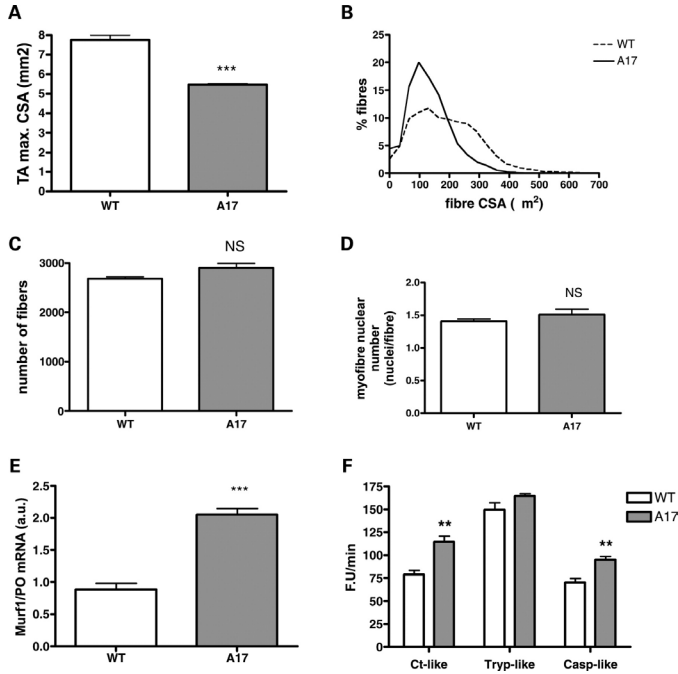 A
TA max. CSA (mm2)
8
7
6
5
4
3
2
1
0
***
WT
A17
B
% fibres
25
20
15
10
5
0
0 100 200 300 400 500 600 700
fibre CSA ( m²)
WT
A17
C
number of fibers
3000
2000
1000
0
NS
WT
A17
D
myofibre nuclear
number
(nuclei/fibre)
2.0
1.5
1.0
0.5
0.0
NS
WT
A17
E
Murf1/PO mRNA (a.u.)
2.5
2.0
1.5
1.0
0.5
0.0
***
WT
A17
F
F.U/min
175
150
125
100
75
50
25
0
**
**
Ct-like Tryp-like Casp-like
WT
A17